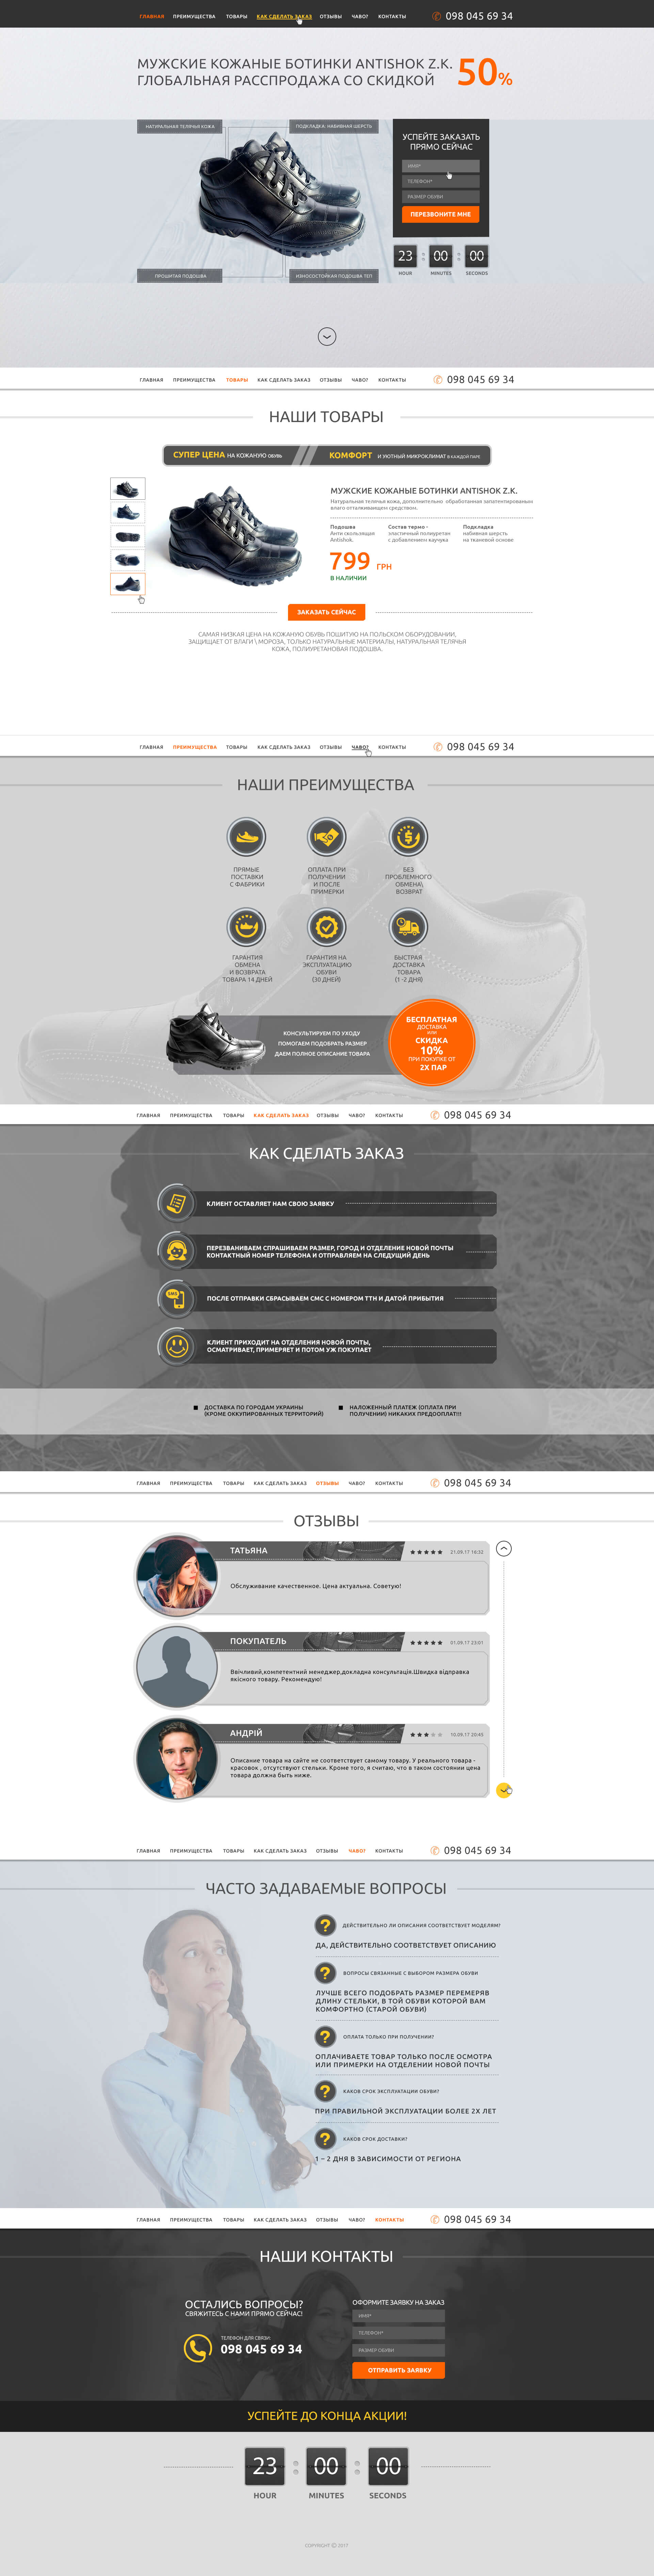 ГЛАВНАЯ ПРЕИМУЩЕСТВА ТОВАРЫ КАК СДЕЛАТЬ ЗАКАЗ ОТЗЫВЫ ЧАВО? КОНТАКТЫ 098 045 69 34
МУЖСКИЕ КОЖАНЫЕ БОТИНКИ ANTISHOK Z.K.
ГЛОБАЛЬНАЯ РАССПРОДАЖА СО СКИДКОЙ 50%
НАТУРАЛЬНАЯ ТЕЛЯЧЬЯ КОЖА
ПОДКЛАДКА: НАБИВНАЯ ШЕРСТЬ
ПРОШИТАЯ ПОДОШВА
ИЗНОСОСТОЙКАЯ ПОДОШВА ТЕП
УСПЕЙТЕ ЗАКАЗАТЬ
ПРЯМО СЕЙЧАС
ИМЯ*
ТЕЛЕФОН*
РАЗМЕР ОБУВИ
ПЕРЕЗВОНИТЕ МНЕ
23 : 00 : 00
HOUR MINUTES SECONDS
ГЛАВНАЯ ПРЕИМУЩЕСТВА ТОВАРЫ КАК СДЕЛАТЬ ЗАКАЗ ОТЗЫВЫ ЧАВО? КОНТАКТЫ 098 045 69 34
НАШИ ТОВАРЫ
СУПЕР ЦЕНА НА КОЖАНУЮ ОБУВЬ
КОМФОРТ И УЮТНЫЙ МИКРОКЛИМАТ В КАЖДОЙ ПАРЕ
МУЖСКИЕ КОЖАНЫЕ БОТИНКИ ANTISHOK Z.K.
Натуральная телячья кожа, дополнительно обработанная запатентированым
влаго отталкивающим средством.
Подошва Состав термо - Подкладка
Анти скользящая эластичный полиуретан набивная шерсть
Antishok. с добавлением каучука на тканевой основе
799 ГРН
В НАЛИЧИИ
ЗАКАЗАТЬ СЕЙЧАС
САМАЯ НИЗКАЯ ЦЕНА НА КОЖАНУЮ ОБУВЬ ПОШИТУЮ НА ПОЛЬСКОМ ОБОРУДОВАНИИ,
ЗАЩИЩАЕТ ОТ ВЛАГИ \ МОРОЗА, ТОЛЬКО НАТУРАЛЬНЫЕ МАТЕРИАЛЫ, НАТУРАЛЬНАЯ ТЕЛЯЧЬЯ
КОЖА, ПОЛИУРЕТАНОВАЯ ПОДОШВА.
ГЛАВНАЯ ПРЕИМУЩЕСТВА ТОВАРЫ КАК СДЕЛАТЬ ЗАКАЗ ОТЗЫВЫ ЧАВО? КОНТАКТЫ 098 045 69 34
НАШИ ПРЕИМУЩЕСТВА
ПРЯМЫЕ
ПОСТАВКИ
С ФАБРИКИ
ОПЛАТА ПРИ
ПОЛУЧЕНИИ
И ПОСЛЕ
ПРИМЕРКИ
БЕЗ
ПРОБЛЕМНОГО
ОБМЕНА\
ВОЗВРАТ
ГАРАНТИЯ
ОБМЕНА
И ВОЗВРАТА
ТОВАРА 14 ДНЕЙ
ГАРАНТИЯ НА
ЭКСПЛУАТАЦИЮ
ОБУВИ
(30 ДНЕЙ)
БЫСТРАЯ
ДОСТАВКА
ТОВАРА
(1 -2 ДНЯ)
КОНСУЛЬТИРУЕМ ПО УХОДУ
ПОМОГАЕМ ПОДОБРАТЬ РАЗМЕР
ДАЕМ ПОЛНОЕ ОПИСАНИЕ ТОВАРА
БЕСПЛАТНАЯ
ДОСТАВКА
ИЛИ
СКИДКА
10%
ПРИ ПОКУПКЕ ОТ
2Х ПАР
ГЛАВНАЯ ПРЕИМУЩЕСТВА ТОВАРЫ КАК СДЕЛАТЬ ЗАКАЗ ОТЗЫВЫ ЧАВО? КОНТАКТЫ 098 045 69 34
КАК СДЕЛАТЬ ЗАКАЗ
КЛИЕНТ ОСТАВЛЯЕТ НАМ СВОЮ ЗАЯВКУ
ПЕРЕЗВАНИВАЕМ СПРАШИВАЕМ РАЗМЕР, ГОРОД И ОТДЕЛЕНИЕ НОВОЙ ПОЧТЫ
КОНТАКТНЫЙ НОМЕР ТЕЛЕФОНА И ОТПРАВЛЯЕМ НА СЛЕДУЩИЙ ДЕНЬ
SMS
ПОСЛЕ ОТПРАВКИ СБРАСЫВАЕМ СМС С НОМЕРОМ ТТН И ДАТОЙ ПРИБЫТИЯ
КЛИЕНТ ПРИХОДИТ НА ОТДЕЛЕНИЯ НОВОЙ ПОЧТЫ,
ОСМАТРИВАЕТ, ПРИМЕРЯЕТ И ПОТОМ УЖ ПОКУПАЕТ
ДОСТАВКА ПО ГОРОДАМ УКРАИНЫ
(КРОМЕ ОККУПИРОВАННЫХ ТЕРРИТОРИЙ)
НАЛОЖЕННЫЙ ПЛАТЕЖ (ОПЛАТА ПРИ
ПОЛУЧЕНИИ) НИКАКИХ ПРЕДООПЛАТ!!!
ГЛАВНАЯ ПРЕИМУЩЕСТВА ТОВАРЫ КАК СДЕЛАТЬ ЗАКАЗ ОТЗЫВЫ ЧАВО? КОНТАКТЫ 098 045 69 34
ОТЗЫВЫ
ТАТЬЯНА 21.09.17 16:32
Обслуживание качественное. Цена актуальна. Советую!
ПОКУПАТЕЛЬ 01.09.17 23;01
Ввічливий,компетентний менеджер,докладна консультація.Швидка відправка
якісного товару. Рекомендую!
АНДРІЙ 10.09.17 20:43
Описание товара на сайте не соответствует самому товару. У реального товара -
красовок , отсутствуют стельки. Кроме того, я считаю, что в таком состоянии цена
товара должна быть ниже.
ГЛАВНАЯ ПРЕИМУЩЕСТВА ТОВАРЫ КАК СДЕЛАТЬ ЗАКАЗ ОТЗЫВЫ ЧАВО? КОНТАКТЫ 098 045 69 34
ЧАСТО ЗАДАВАЕМЫЕ ВОПРОСЫ
? ДЕЙСТВИТЕЛЬНО ЛИ ОПИСАНИЯ СООТВЕТСТВУЕТ МОДЕЛЯМ?
ДА, ДЕЙСТВИТЕЛЬНО СООТВЕТСТВУЕТ ОПИСАНИЮ
? ВОПРОСЫ СВЯЗАННЫЕ С ВЫБОРОМ РАЗМЕРА ОБУВИ
ЛУЧШЕ ВСЕГО ПОДОБРАТЬ РАЗМЕР ПЕРЕМЕРЯВ
ДЛИНУ СТЕЛЬКИ, В ТОЙ ОБУВИ КОТОРОЙ ВАМ
КОМФОРТНО (СТАРОЙ ОБУВИ)
? ОПЛАТА ТОЛЬКО ПРИ ПОЛУЧЕНИИ?
ОПЛАЧИВАЕТЕ ТОВАР ТОЛЬКО ПОСЛЕ ОСМОТРА
ИЛИ ПРИМЕРКИ НА ОТДЕЛЕНИИ НОВОЙ ПОЧТЫ
? КАКОВ СРОК ЭКСПЛУАТАЦИИ ОБУВИ?
ПРИ ПРАВИЛЬНОЙ ЭКСПЛУАТАЦИИ БОЛЕЕ 2Х ЛЕТ
? КАКОВ СРОК ДОСТАВКИ?
1 – 2 ДНЯ В ЗАВИСИМОСТИ ОТ РЕГИОНА
ГЛАВНАЯ ПРЕИМУЩЕСТВА ТОВАРЫ КАК СДЕЛАТЬ ЗАКАЗ ОТЗЫВЫ ЧАВО? КОНТАКТЫ 098 045 69 34
НАШИ КОНТАКТЫ
ОСТАЛИСЬ ВОПРОСЫ?
СВЯЖИТЕСЬ С НАМИ ПРЯМО СЕЙЧАС!
ТЕЛЕФОН ДЛЯ СВЯЗИ:
098 045 69 34
ОФОРМИТЕ ЗАЯВКУ НА ЗАКАЗ
ИМЯ*
ТЕЛЕФОН*
РАЗМЕР ОБУВИ
ОТПРАВИТЬ ЗАЯВКУ
УСПЕЙТЕ ДО КОНЦА АКЦИИ!
23 : 00 : 00
HOUR MINUTES SECONDS
COPYRIGHT © 2017